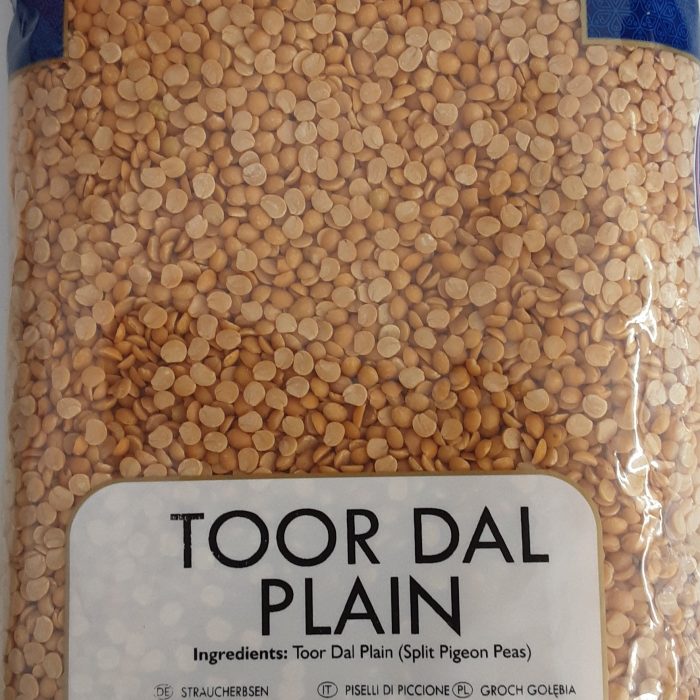 TOOR DAL
PLAIN
Ingredients: Toor Dal Plain (Split Pigeon Peas)
DE STRAUCHERBSEN IT PISELLI DI PICCIONE PL GROCH GOŁĘBIA